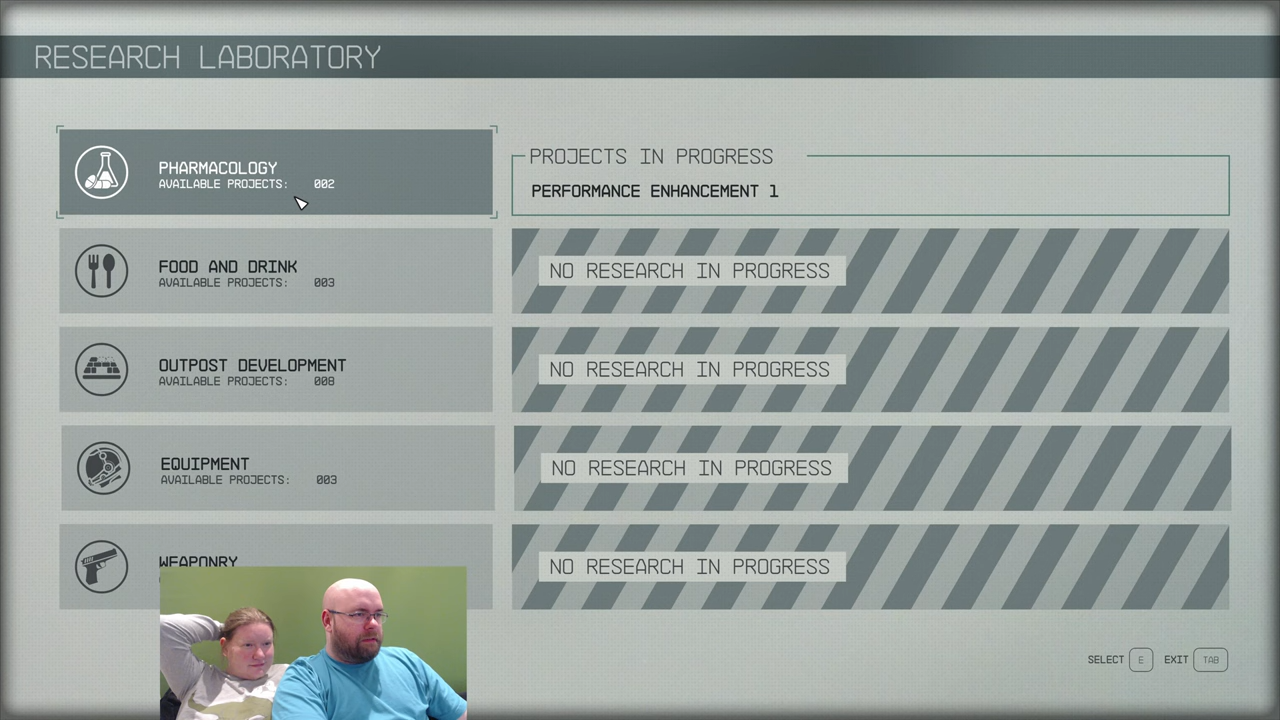 RESEARCH LABORATORY
PHARMACOLOGY
AVAILABLE PROJECTS: 002
PROJECTS IN PROGRESS
PERFORMANCE ENHANCEMENT 1
FOOD AND DRINK
AVAILABLE PROJECTS: 003
NO RESEARCH IN PROGRESS
OUTPOST DEVELOPMENT
AVAILABLE PROJECTS: 008
NO RESEARCH IN PROGRESS
EQUIPMENT
AVAILABLE PROJECTS: 003
NO RESEARCH IN PROGRESS
WEAPONRY
NO RESEARCH IN PROGRESS
SELECT E EXIT TAB